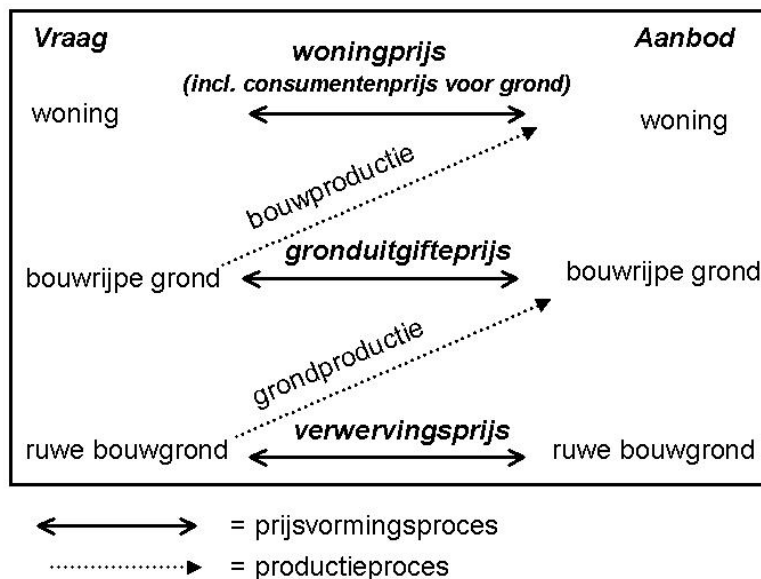 Vraag
woningprijs
Aanbod
(incl. consumentenprijs voor grond)
woning
woning
bouwproductie
gronduitgifteprijs
bouwrijpe grond
bouwrijpe grond
grondproductie
verwervingsprijs
ruwe bouwgrond
ruwe bouwgrond
= prijsvormingsproces
= productieproces